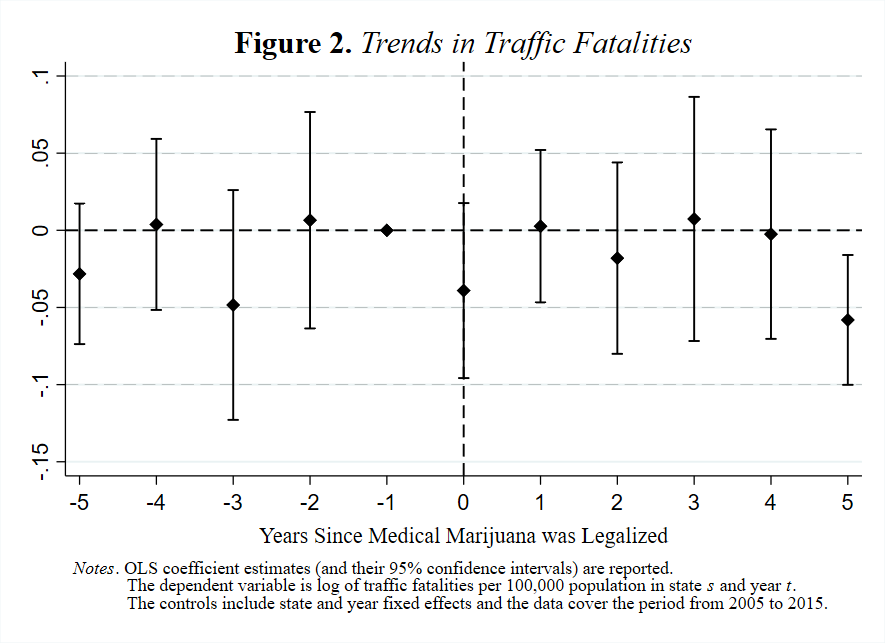 Figure 2. Trends in Traffic Fatalities
.1
.05
0
-.05
-.1
-.15
-5 -4 -3 -2 -1 0 1 2 3 4 5
Years Since Medical Marijuana was Legalized
Notes. OLS coefficient estimates (and their 95% confidence intervals) are reported.
The dependent variable is log of traffic fatalities per 100,000 population in state s and year t.
The controls include state and year fixed effects and the data cover the period from 2005 to 2015.